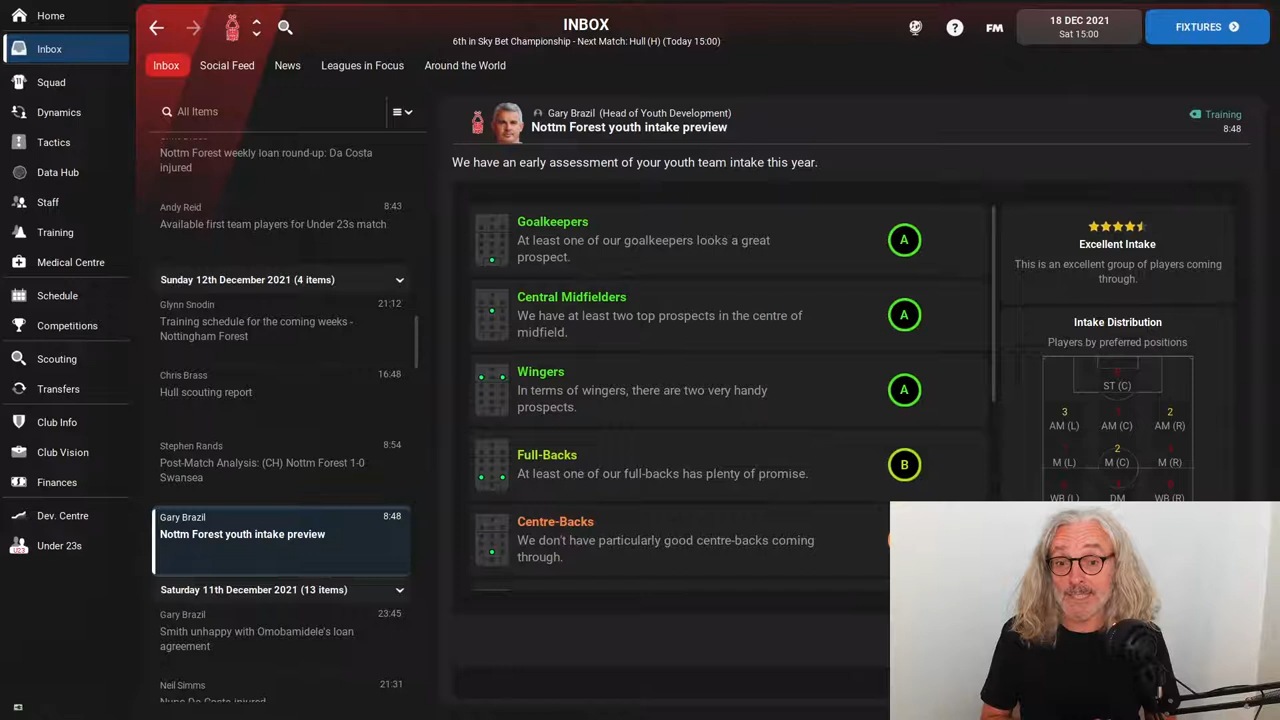 Home
Inbox
Squad
Dynamics
Tactics
Data Hub
Staff
Training
Medical Centre
Schedule
Competitions
Scouting
Transfers
Club Info
Club Vision
Finances
Dev. Centre
Under 23s
U23
INBOX
6th in Sky Bet Championship - Next Match: Hull (H) (Today 15:00)
FM
18 DEC 2021
Sat 15:00
FIXTURES
Inbox
Social Feed
News
Leagues in Focus
Around the World
All Items
Nottm Forest weekly loan round-up: Da Costa
injured
Andy Reid
8:43
Available first team players for Under 23s match
Sunday 12th December 2021 (4 items)
Glynn Snodin
21:12
Training schedule for the coming weeks -
Nottingham Forest
Chris Brass
16:48
Hull scouting report
Stephen Rands
8:54
Post-Match Analysis: (CH) Nottm Forest 1-0
Swansea
Gary Brazil
8:48
Nottm Forest youth intake preview
Saturday 11th December 2021 (13 items)
Gary Brazil
23:45
Smith unhappy with Omobamidele's loan
agreement
Neil Simms
21:31
Nuno Da Costa injured
Gary Brazil (Head of Youth Development)
Nottm Forest youth intake preview
Training
8:48
We have an early assessment of your youth team intake this year.
Goalkeepers
At least one of our goalkeepers looks a great
prospect.
A
Central Midfielders
We have at least two top prospects in the centre of
midfield.
A
Wingers
In terms of wingers, there are two very handy
prospects.
A
Full-Backs
At least one of our full-backs has plenty of promise.
B
Centre-Backs
We don't have particularly good centre-backs coming
through.
Excellent Intake
This is an excellent group of players coming
through.
Intake Distribution
Players by preferred positions
ST (C)
3
2
AM (L)
AM (C)
AM (R)
2
M (L)
M (C)
M (R)
WB (L)
DM
WB (R)